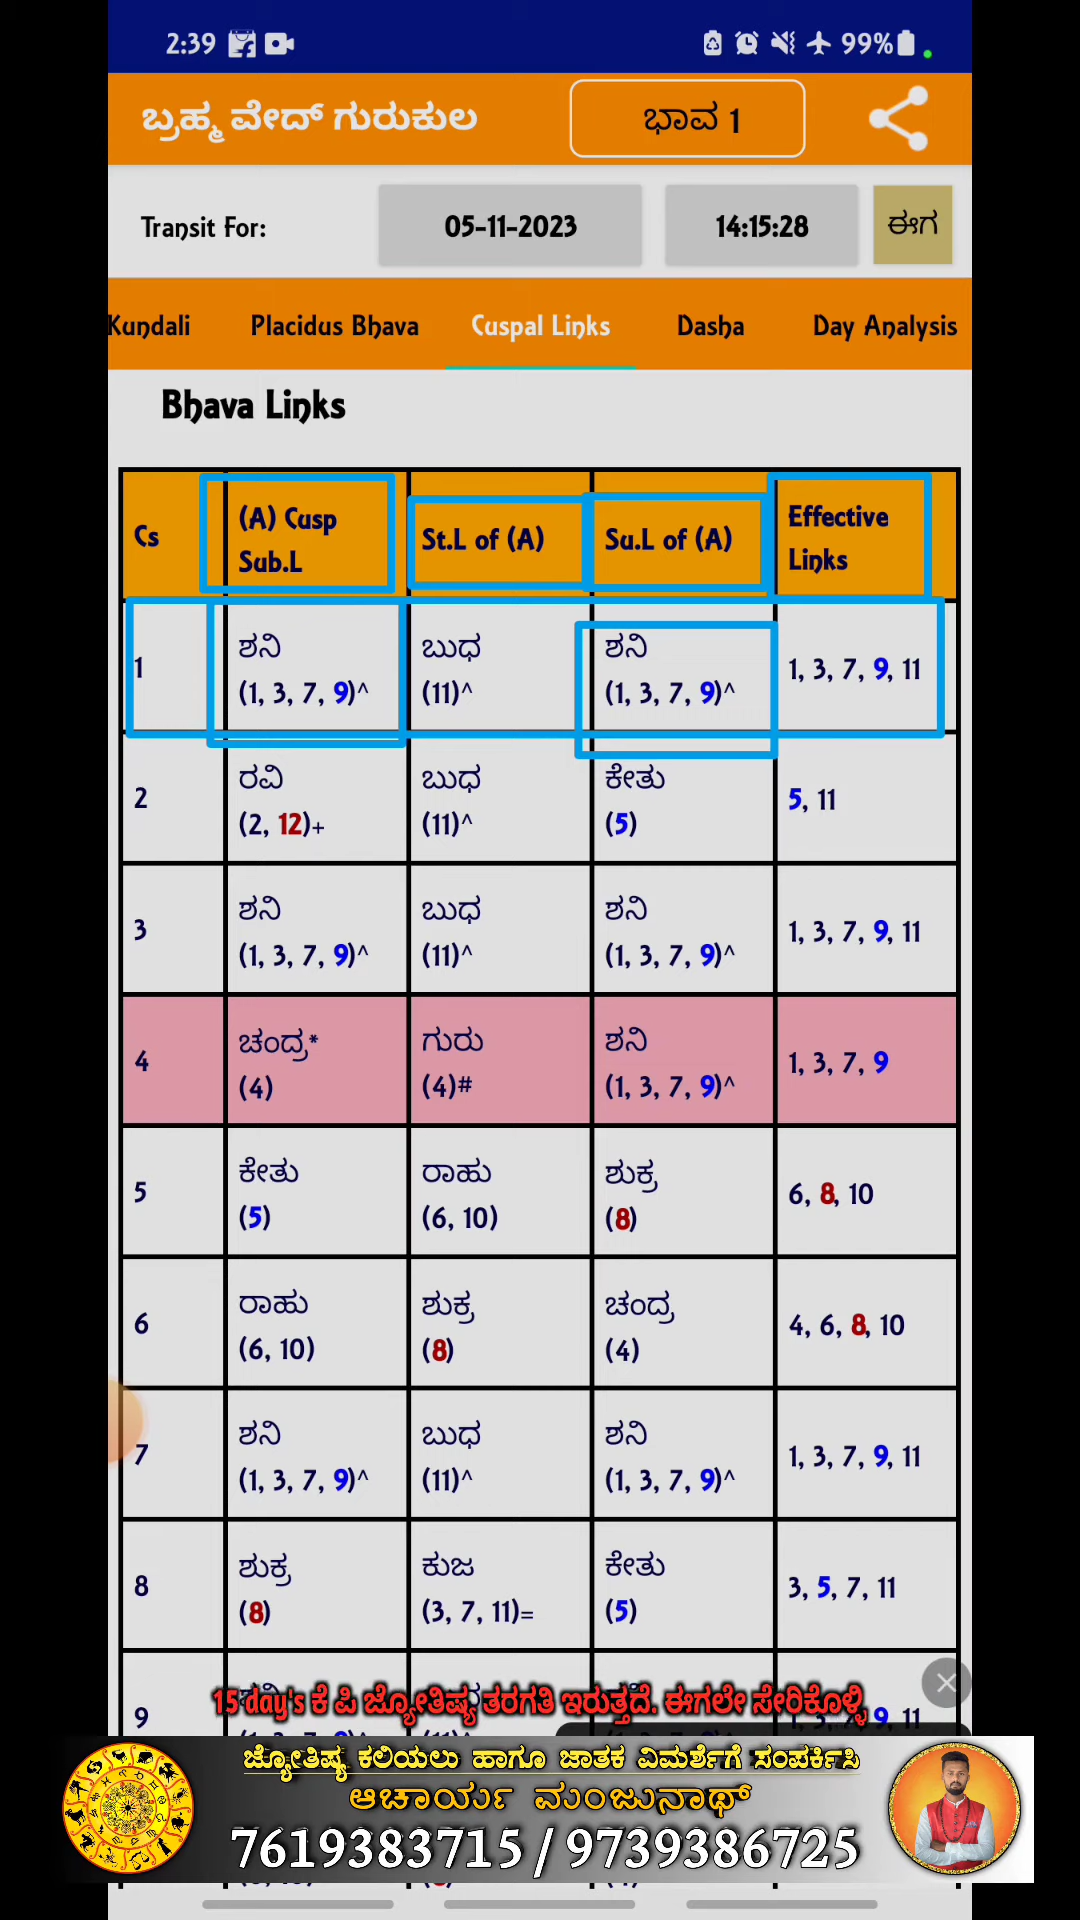 2:39 99%
ಬ್ರಹ್ಮ ವೇದ್ ಗುರುಕುಲ ಭಾವ 1
Transit For: 05-11-2023 14:15:28 ಈಗ
Kundali Placidus Bhava Cuspal Links Dasha Day Analysis
Bhava Links
Cs (A) Cusp Sub.L St.L of (A) Su.L of (A) Effective Links
1 ಶನಿ (1, 3, 7, 9)^ ಬುಧ (11)^ ಶನಿ (1, 3, 7, 9)^ 1, 3, 7, 9, 11
2 ರವಿ (2, 12)+ ಬುಧ (11)^ ಕೇತು (5) 5, 11
3 ಶನಿ (1, 3, 7, 9)^ ಬುಧ (11)^ ಶನಿ (1, 3, 7, 9)^ 1, 3, 7, 9, 11
4 ಚಂದ್ರ* (4) ಗುರು (4)# ಶನಿ (1, 3, 7, 9)^ 1, 3, 7, 9
5 ಕೇತು (5) ರಾಹು (6, 10) ಶುಕ್ರ (8) 6, 8, 10
6 ರಾಹು (6, 10) ಶುಕ್ರ (8) ಚಂದ್ರ (4) 4, 6, 8, 10
7 ಶನಿ (1, 3, 7, 9)^ ಬುಧ (11)^ ಶನಿ (1, 3, 7, 9)^ 1, 3, 7, 9, 11
8 ಶುಕ್ರ (8) ಕುಜ (3, 7, 11)= ಕೇತು (5) 3, 5, 7, 11
9 9, 11
15 day's ಕೆ ಪಿ ಜ್ಯೋತಿಷ್ಯ ತರಗತಿ ಇರುತ್ತದೆ. ಈಗಲೇ ಸೇರಿಕೊಳ್ಳಿ
ಜ್ಯೋತಿಷ್ಯ ಕಲಿಯಲು ಹಾಗೂ ಜಾತಕ ವಿಮರ್ಶೆಗೆ ಸಂಪರ್ಕಿಸಿ
ಆಚಾರ್ಯ ಮಂಜುನಾಥ್
7619383715 / 9739386725